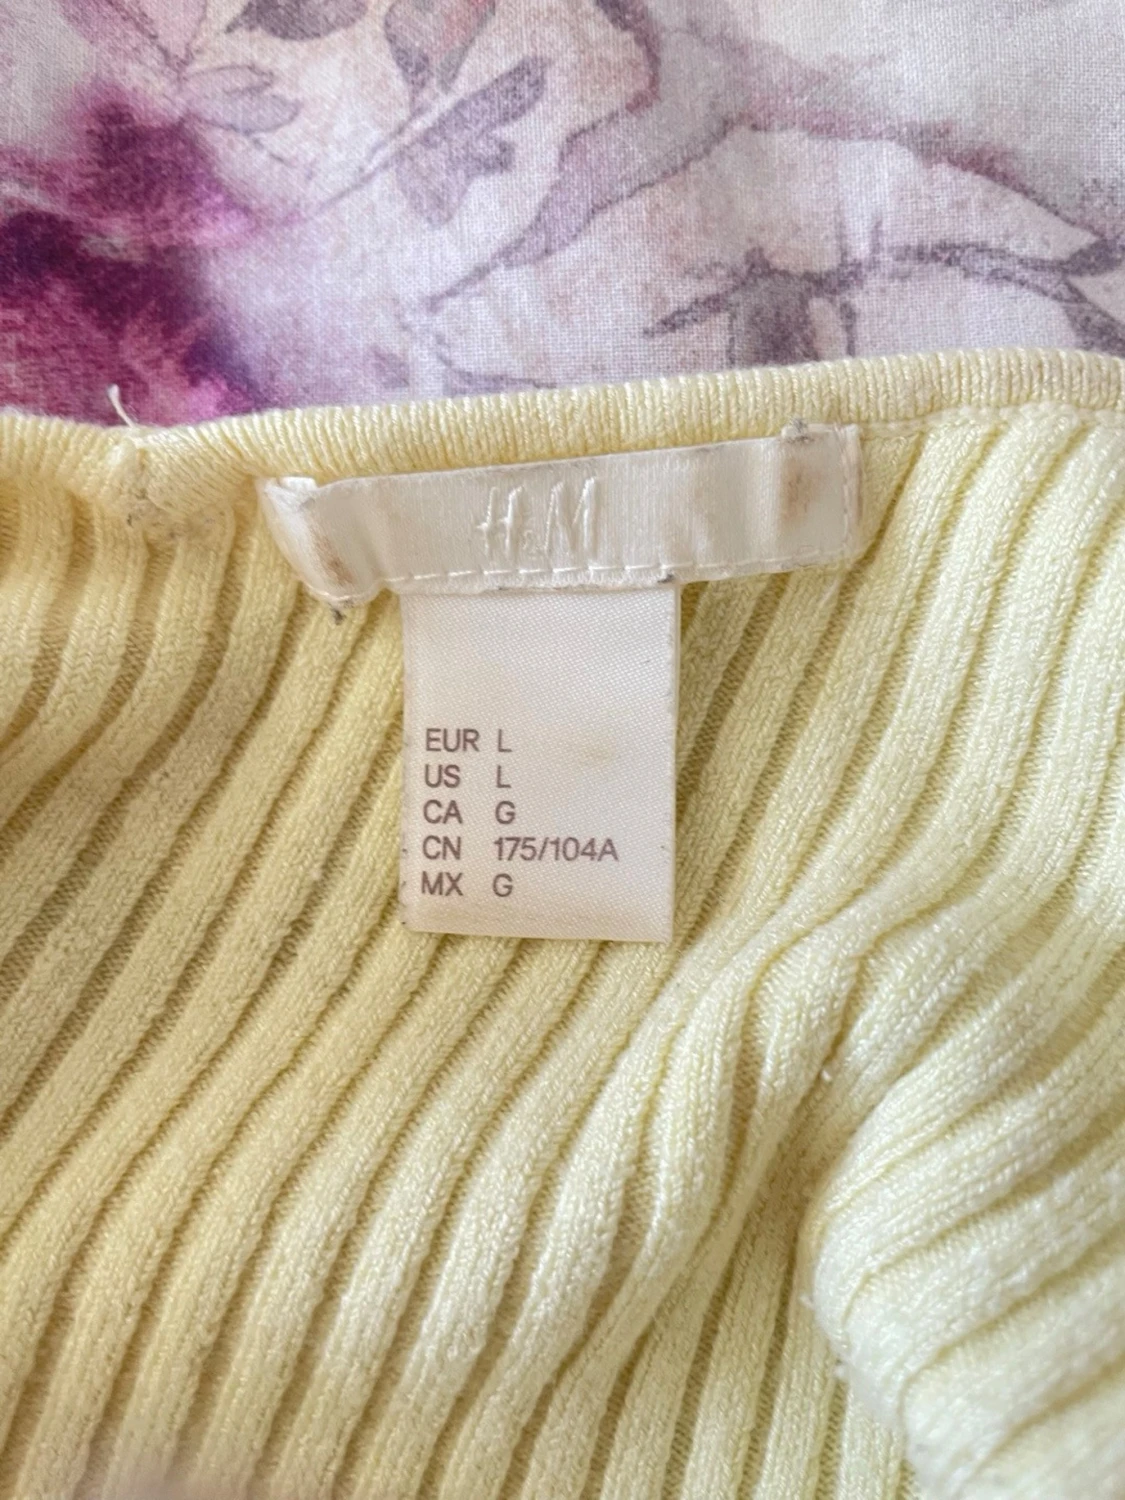 H&M
EUR L
US L
CA G
CN 175/104A
MX G